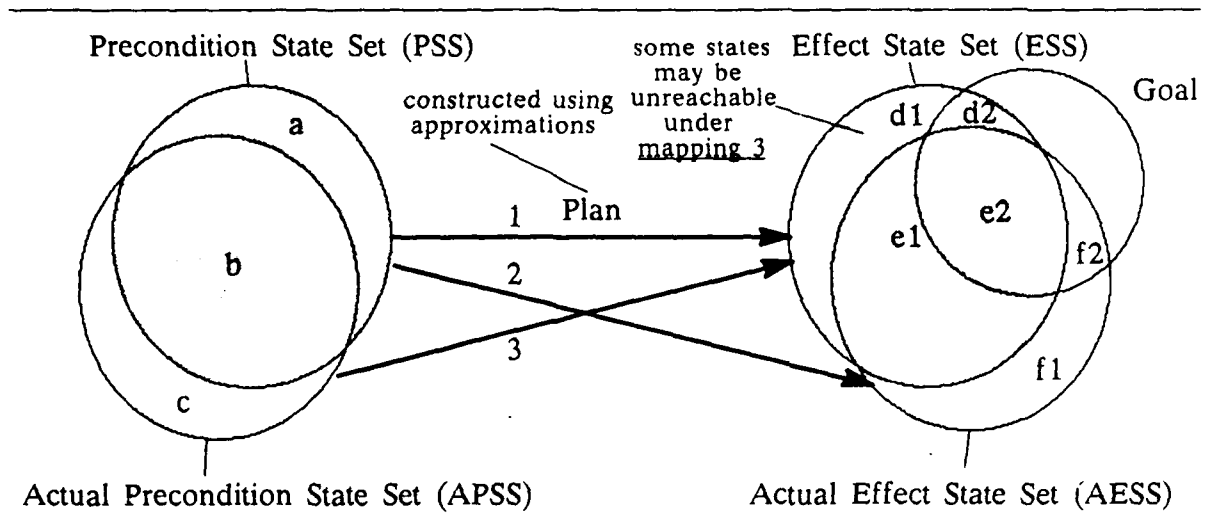 Precondition State Set (PSS)
some states
may be
unreachable
under
mapping 3
Effect State Set (ESS)
Goal
constructed using
approximations
Plan
a
b
c
1
2
3
d1
d2
e1
e2
f2
f1
Actual Precondition State Set (APSS)
Actual Effect State Set (AESS)